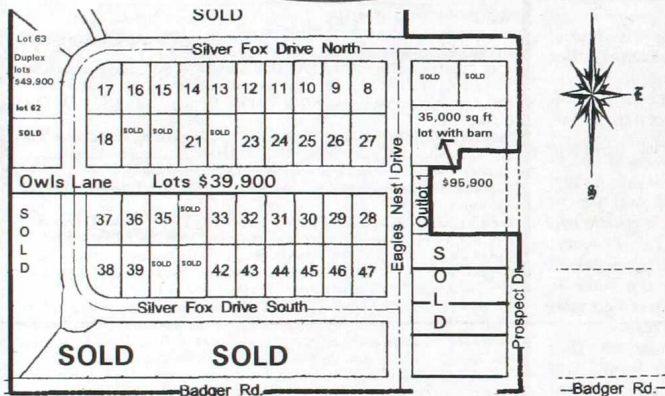 SOLD
Lot 63
Duplex
lots
$49,900
lot 62
SOLD
Silver Fox Drive North
17 16 15 14 13 12 11 10 9 8
18 SOLD SOLD 21 SOLD 23 24 25 26 27
SOLD SOLD
35,000 sq ft
lot with barn
$95,900
Outlot 1
Eagles Nest Drive
Owls Lane Lots $39,900
SOLD
37 36 35 SOLD 33 32 31 30 29 28
38 39 SOLD SOLD 42 43 44 45 46 47
SOLD
Prospect Dr.
Silver Fox Drive South
SOLD SOLD
Badger Rd.
Badger Rd.
E